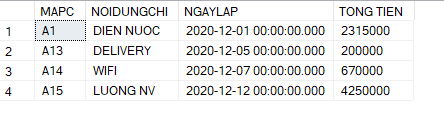 MAPC NOIDUNGCHI NGAYLAP TONG TIEN
1 A1 DIEN NUOC 2020-12-01 00:00:00.000 2315000
2 A13 DELIVERY 2020-12-05 00:00:00.000 200000
3 A14 WIFI 2020-12-07 00:00:00.000 670000
4 A15 LUONG NV 2020-12-12 00:00:00.000 4250000